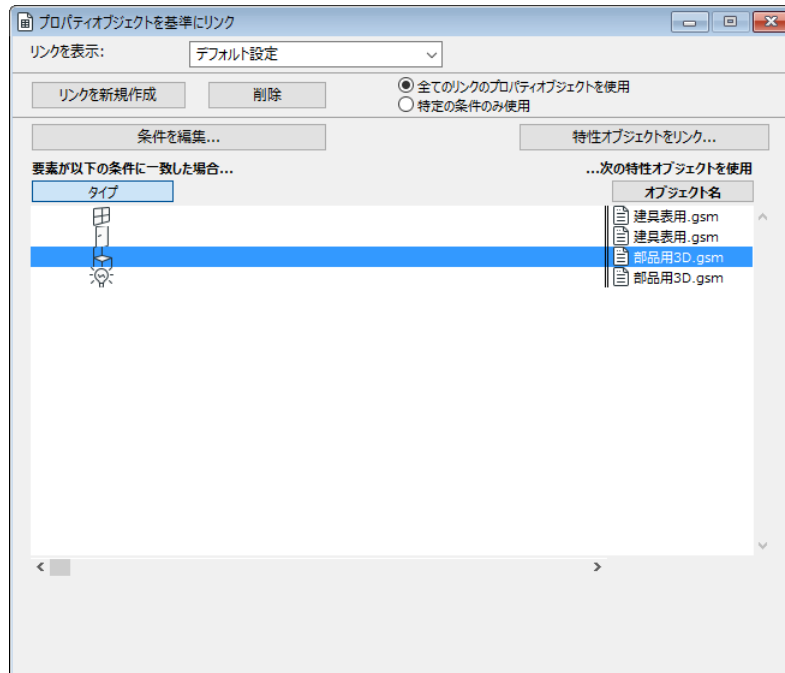 プロパティオブジェクトを基準にリンク
リンクを表示: デフォルト設定
リンクを新規作成 削除 全てのリンクのプロパティオブジェクトを使用
特定の条件のみ使用
条件を編集... 特性オブジェクトをリンク...
要素が以下の条件に一致した場合... ...次の特性オブジェクトを使用
タイプ オブジェクト名
建具表用.gsm
建具表用.gsm
部品用3D.gsm
部品用3D.gsm